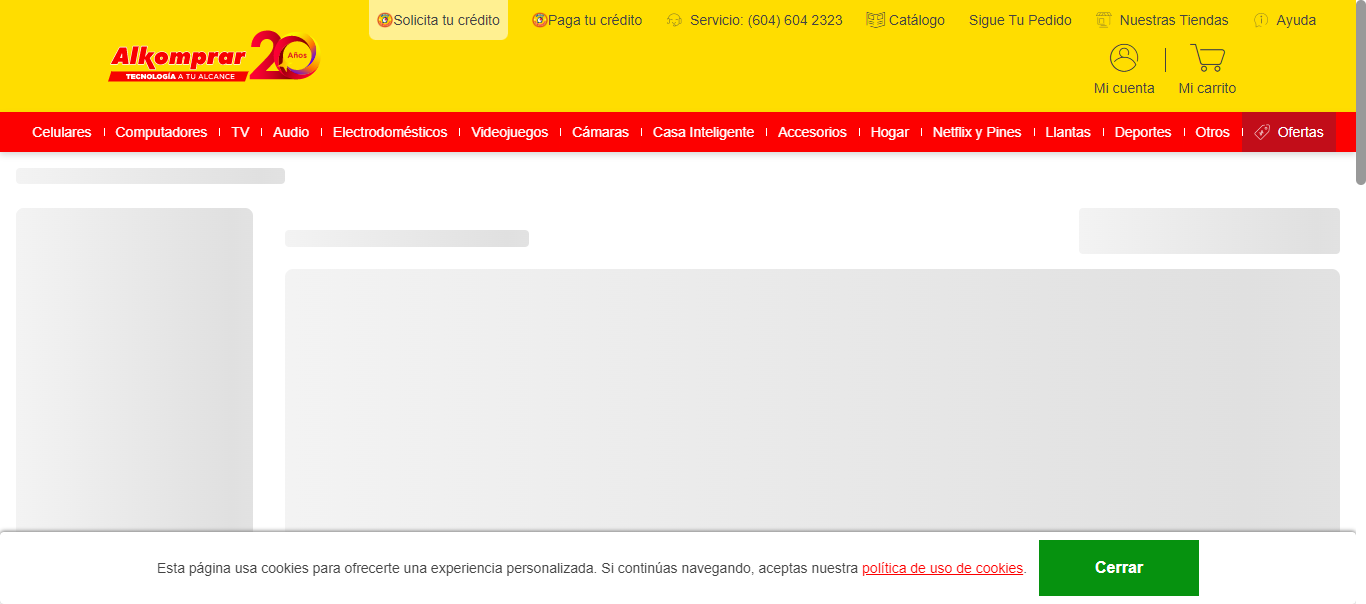 Solicita tu crédito
Paga tu crédito
Servicio: (604) 604 2323
Catálogo
Sigue Tu Pedido
Nuestras Tiendas
Ayuda
Alkomprar 20 Años
TECNOLOGÍA A TU ALCANCE
Mi cuenta
Mi carrito
Celulares
Computadores
TV
Audio
Electrodomésticos
Videojuegos
Cámaras
Casa Inteligente
Accesorios
Hogar
Netflix y Pines
Llantas
Deportes
Otros
Ofertas
Esta página usa cookies para ofrecerte una experiencia personalizada. Si continúas navegando, aceptas nuestra política de uso de cookies.
Cerrar